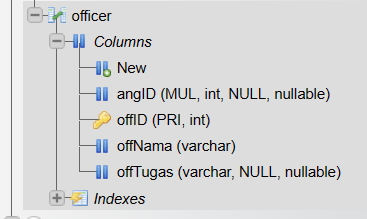 officer
Columns
New
angID (MUL, int, NULL, nullable)
offID (PRI, int)
offNama (varchar)
offTugas (varchar, NULL, nullable)
Indexes